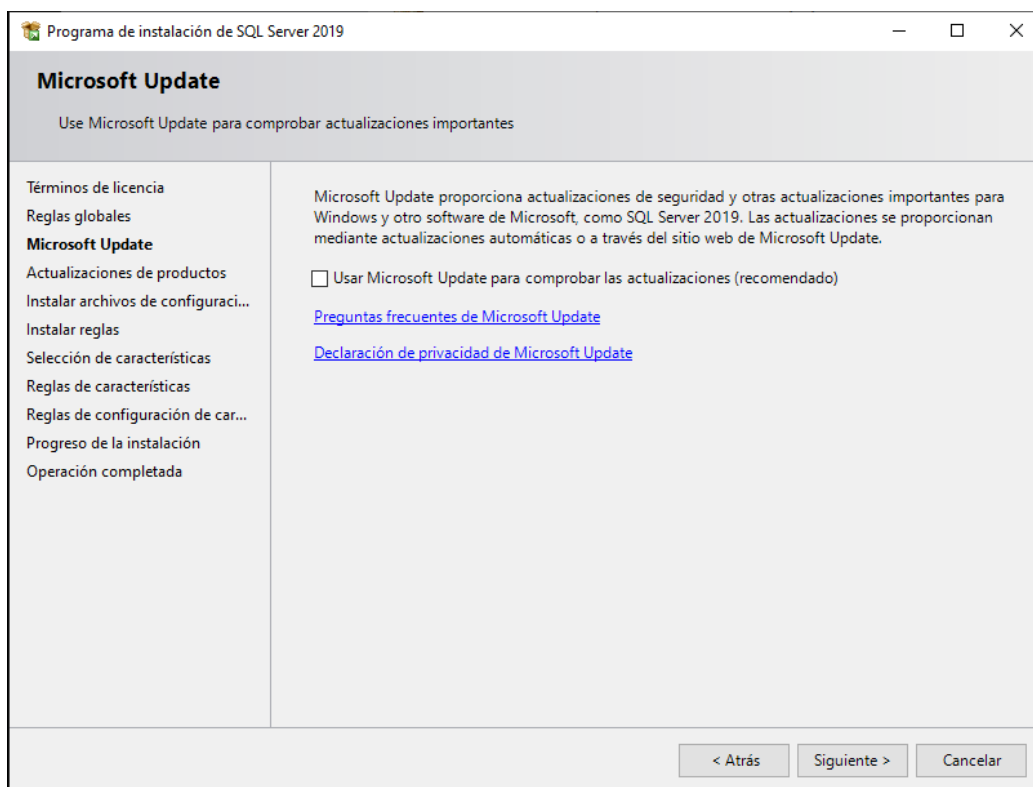 Programa de instalación de SQL Server 2019
Microsoft Update
Use Microsoft Update para comprobar actualizaciones importantes
Términos de licencia
Reglas globales
Microsoft Update
Actualizaciones de productos
Instalar archivos de configuraci...
Instalar reglas
Selección de características
Reglas de características
Reglas de configuración de car...
Progreso de la instalación
Operación completada
Microsoft Update proporciona actualizaciones de seguridad y otras actualizaciones importantes para
Windows y otro software de Microsoft, como SQL Server 2019. Las actualizaciones se proporcionan
mediante actualizaciones automáticas o a través del sitio web de Microsoft Update.
Usar Microsoft Update para comprobar las actualizaciones (recomendado)
Preguntas frecuentes de Microsoft Update
Declaración de privacidad de Microsoft Update
< Atrás
Siguiente >
Cancelar